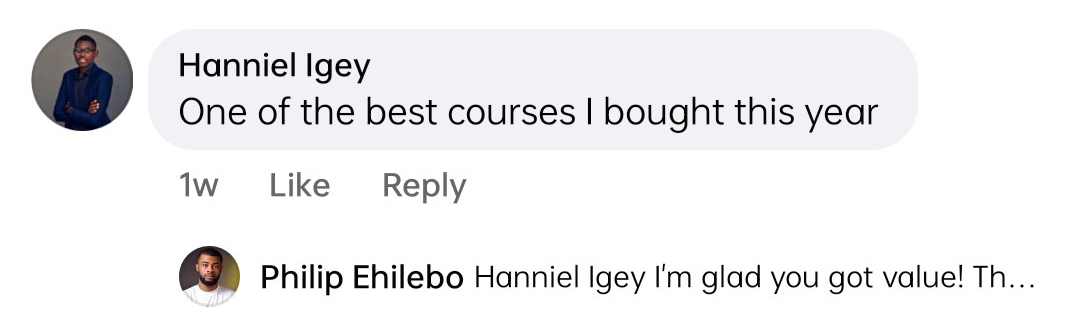 Hanniel Igey
One of the best courses I bought this year
1w Like Reply
Philip Ehilebo Hanniel Igey I'm glad you got value! Th...